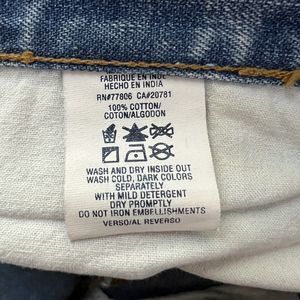 FABRIQUE EN INDE
HECHO EN INDIA
RN#77806 CA#20781
100% COTTON/
COTON/ALGODON
WASH AND DRY INSIDE OUT
WASH COLD, DARK COLORS
SEPARATELY
WITH MILD DETERGENT
DRY PROMPTLY
DO NOT IRON EMBELLISHMENTS
VERSO/AL REVERSO